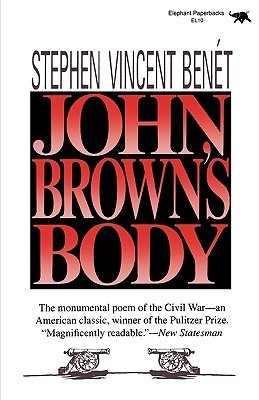 Elephant Paperbacks
EL10
STEPHEN VINCENT BENÉT
JOHN
BROWN'S
BODY
The monumental poem of the Civil War—an
American classic, winner of the Pulitzer Prize.
"Magnificently readable."—New Statesman